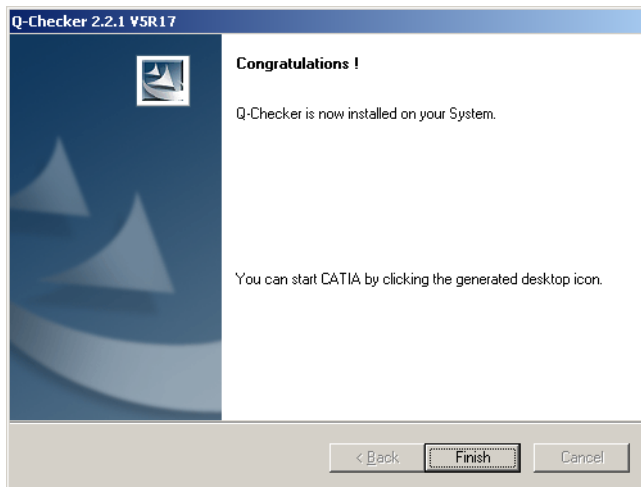 Q-Checker 2.2.1 V5R17
Congratulations !
Q-Checker is now installed on your System.
You can start CATIA by clicking the generated desktop icon.
< Back
Finish
Cancel